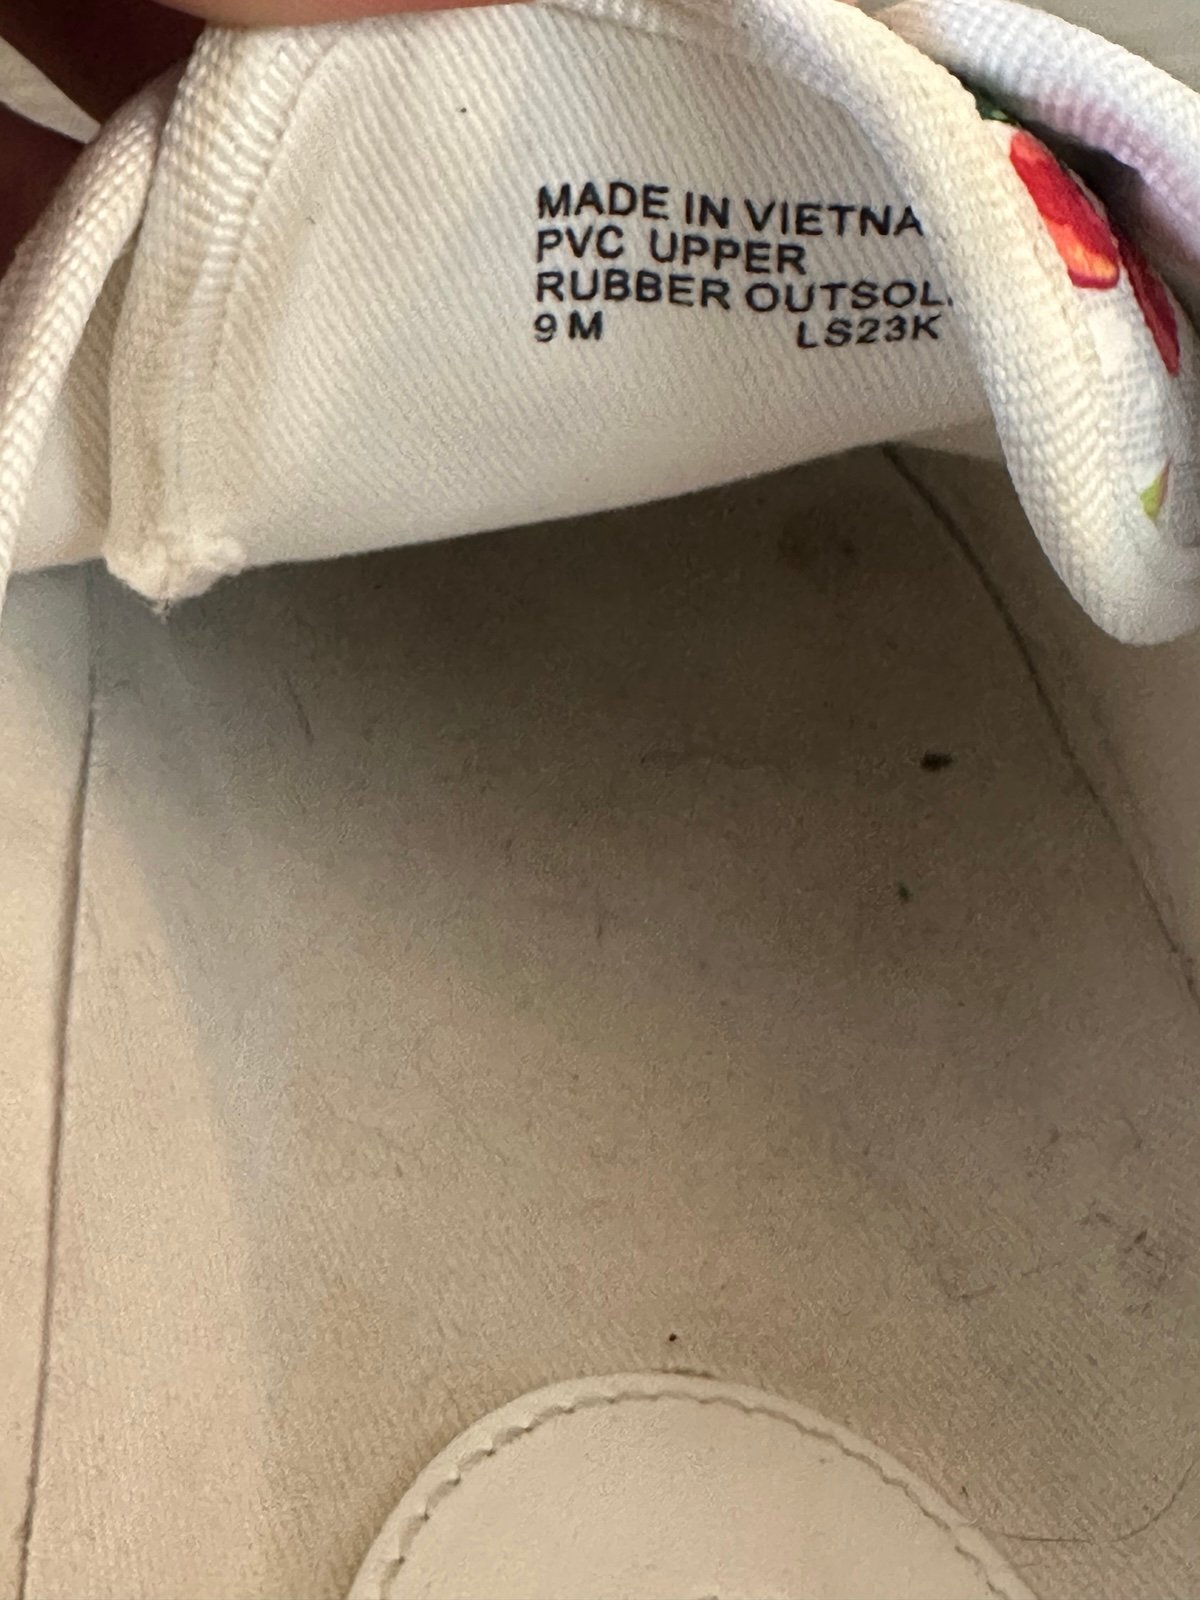 MADE IN VIETNA
PVC UPPER
RUBBER OUTSOL
9 M LS23K